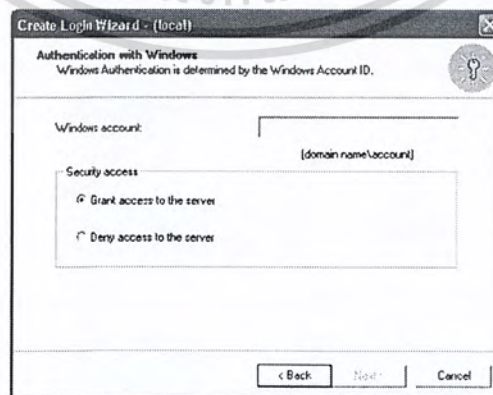 Create Login Wizard - (local)
Authentication with Windows
Windows Authentication is determined by the Windows Account ID.
Windows account:
[domain name\account]
Security access
Grant access to the server
Deny access to the server
< Back
Next >
Cancel